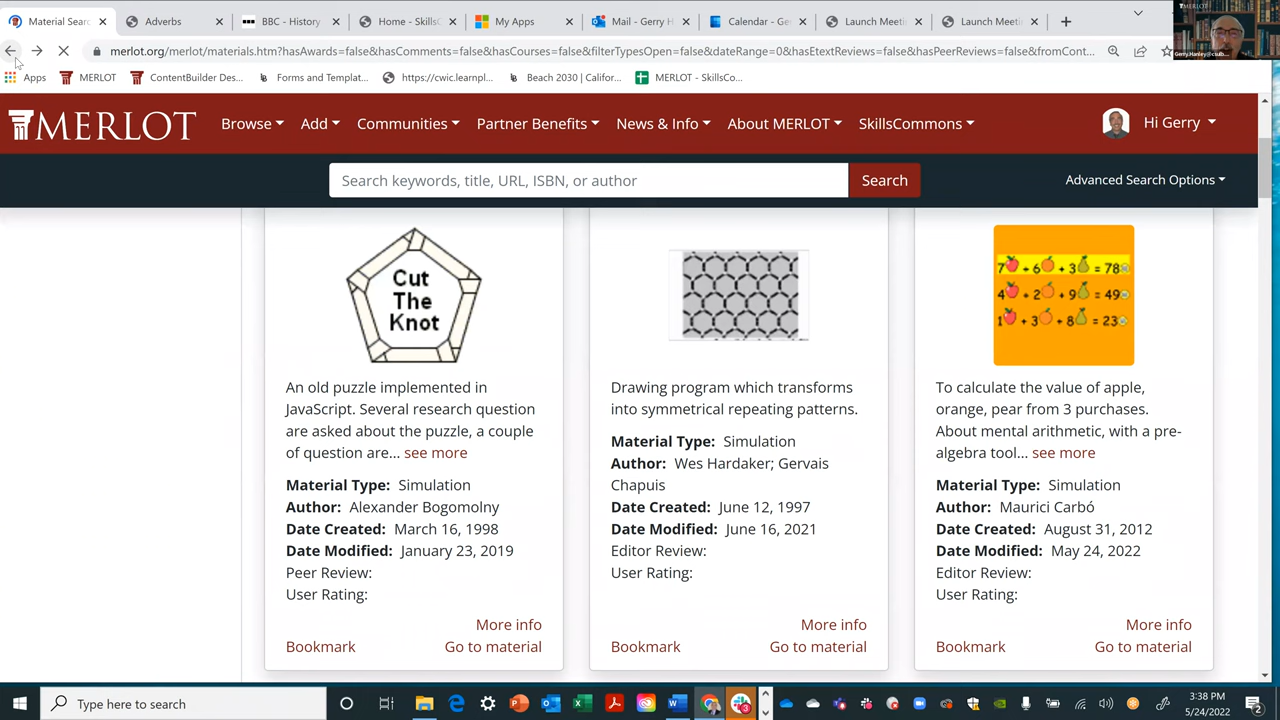 Material Sear
Adverbs
BBC - History
Home - SkillsC
My Apps
Mail - Gerry H
Calendar - Ge
Launch Meeti
Launch Meeti
MERLOT
merlot.org/merlot/materials.htm?hasAwards=false&hasComments=false&hasCourses=false&filterTypesOpen=false&dateRange=0&hasEtextReviews=false&hasPeerReviews=false&fromCont...
Gerry.Hanley@csulb...
Apps
MERLOT
ContentBuilder Des...
Forms and Templat...
https://cwic.learnpl...
Beach 2030 | Califor...
MERLOT - SkillsCo...
MERLOT
Browse
Add
Communities
Partner Benefits
News & Info
About MERLOT
SkillsCommons
Hi Gerry
Search keywords, title, URL, ISBN, or author
Search
Advanced Search Options
Cut
The
Knot
An old puzzle implemented in
JavaScript. Several research question
are asked about the puzzle, a couple
of question are... see more
Material Type: Simulation
Author: Alexander Bogomolny
Date Created: March 16, 1998
Date Modified: January 23, 2019
Peer Review:
User Rating:
More info
Bookmark
Go to material
Drawing program which transforms
into symmetrical repeating patterns.
Material Type: Simulation
Author: Wes Hardaker; Gervais
Chapuis
Date Created: June 12, 1997
Date Modified: June 16, 2021
Editor Review:
User Rating:
More info
Bookmark
Go to material
7 + 6 + 3 = 78
4 + 2 + 9 = 49
1 + 3 + 8 = 23
To calculate the value of apple,
orange, pear from 3 purchases.
About mental arithmetic, with a pre-
algebra tool... see more
Material Type: Simulation
Author: Maurici Carbó
Date Created: August 31, 2012
Date Modified: May 24, 2022
Editor Review:
User Rating:
More info
Bookmark
Go to material
Type here to search
3:38 PM
5/24/2022
2